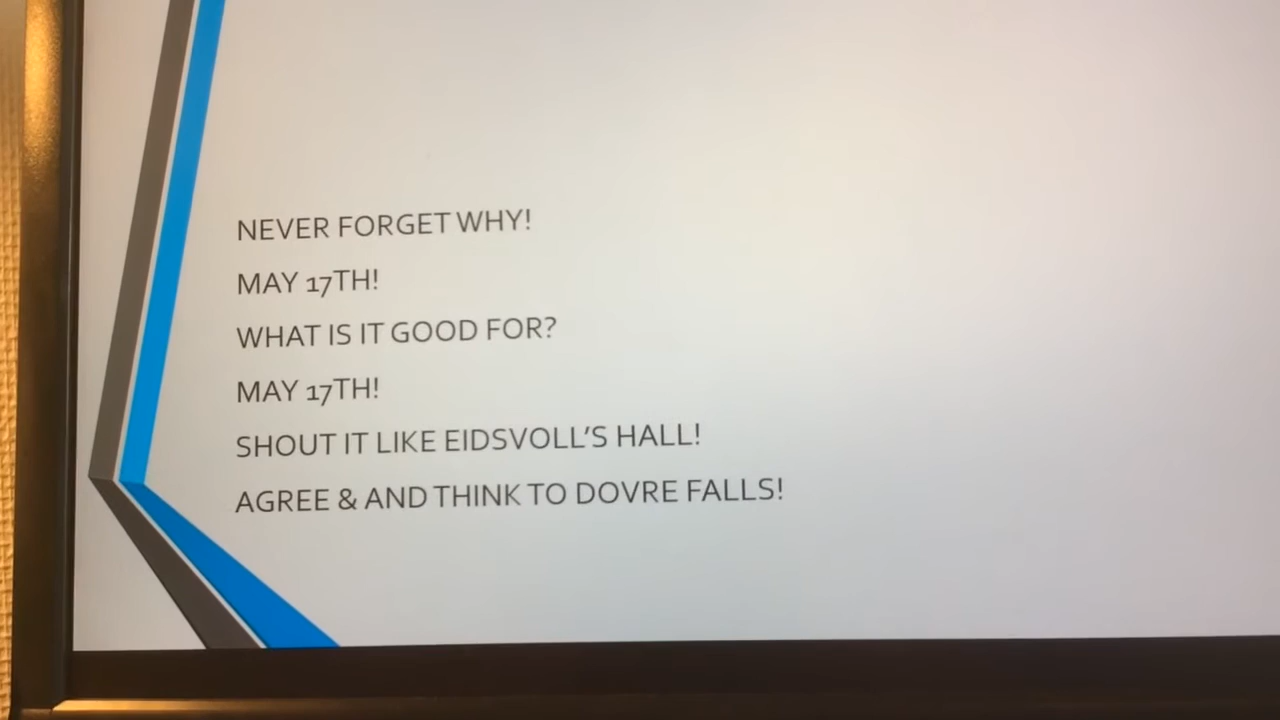 NEVER FORGET WHY!
MAY 17TH!
WHAT IS IT GOOD FOR?
MAY 17TH!
SHOUT IT LIKE EIDSVOLL'S HALL!
AGREE & AND THINK TO DOVRE FALLS!